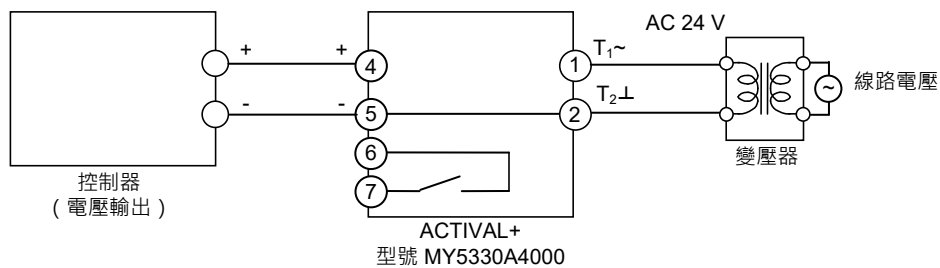 AC 24 V
+ + 4 1 T₁~
- - 5 2 T₂⊥
6
7
~ 線路電壓
變壓器
控制器
( 電壓輸出 )
ACTIVAL+
型號 MY5330A4000